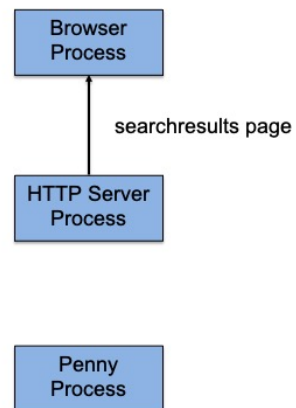 Browser
Process
searchresults page
HTTP Server
Process
Penny
Process